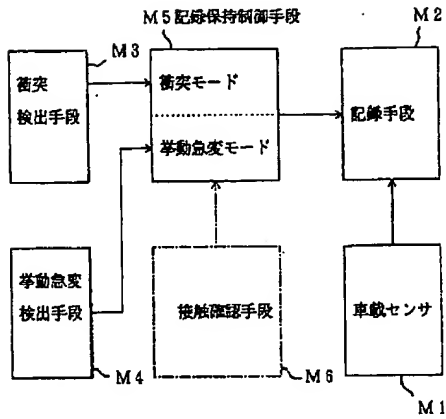 M5 記録保持制御手段
M2
M3
衝突
検出手段
衝突モード
挙動急変モード
記録手段
挙動急変
検出手段
接触確認手段
車載センサ
M4
M6
M1